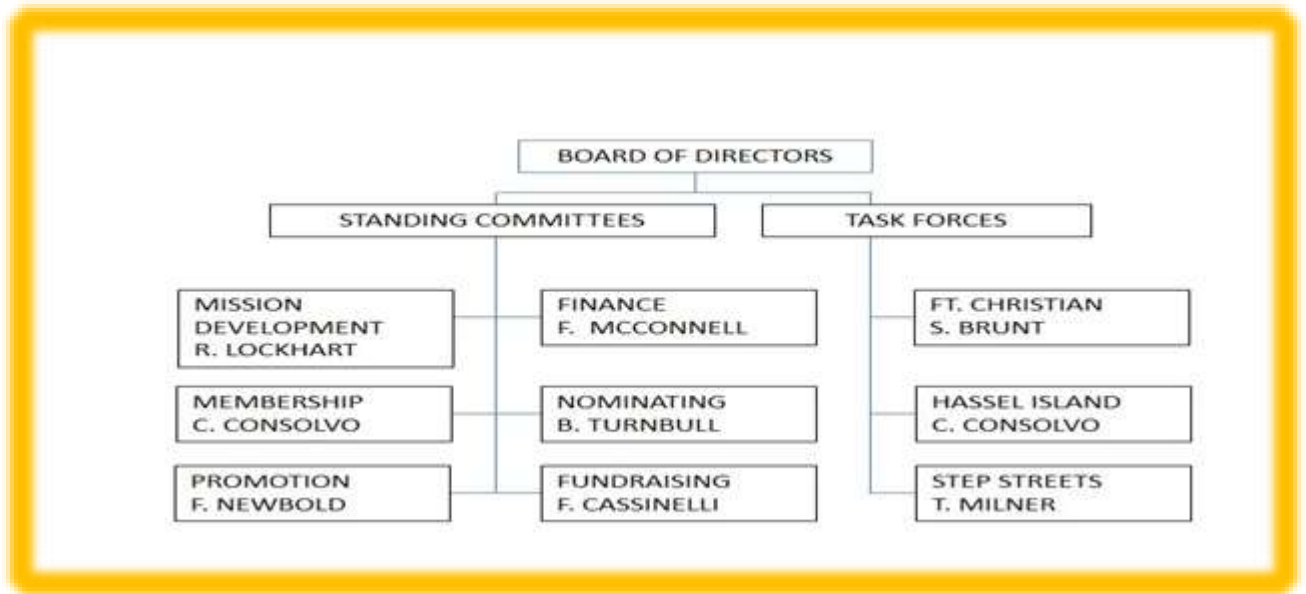 BOARD OF DIRECTORS
STANDING COMMITTEES
TASK FORCES
MISSION
DEVELOPMENT
R. LOCKHART
FINANCE
F. MCCONNELL
FT. CHRISTIAN
S. BRUNT
MEMBERSHIP
C. CONSOLVO
NOMINATING
B. TURNBULL
HASSEL ISLAND
C. CONSOLVO
PROMOTION
F. NEWBOLD
FUNDRAISING
F. CASSINELLI
STEP STREETS
T. MILNER